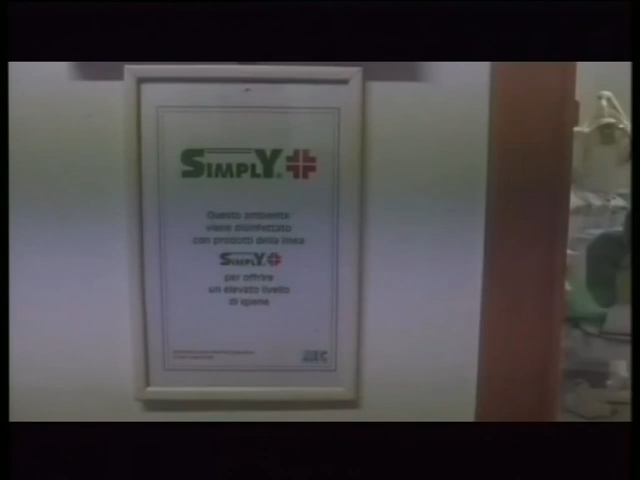 SIMPLY®
Questo ambiente
viene disinfettato
con prodotti della linea
SIMPLY
per offrire
un elevato livello
di igiene